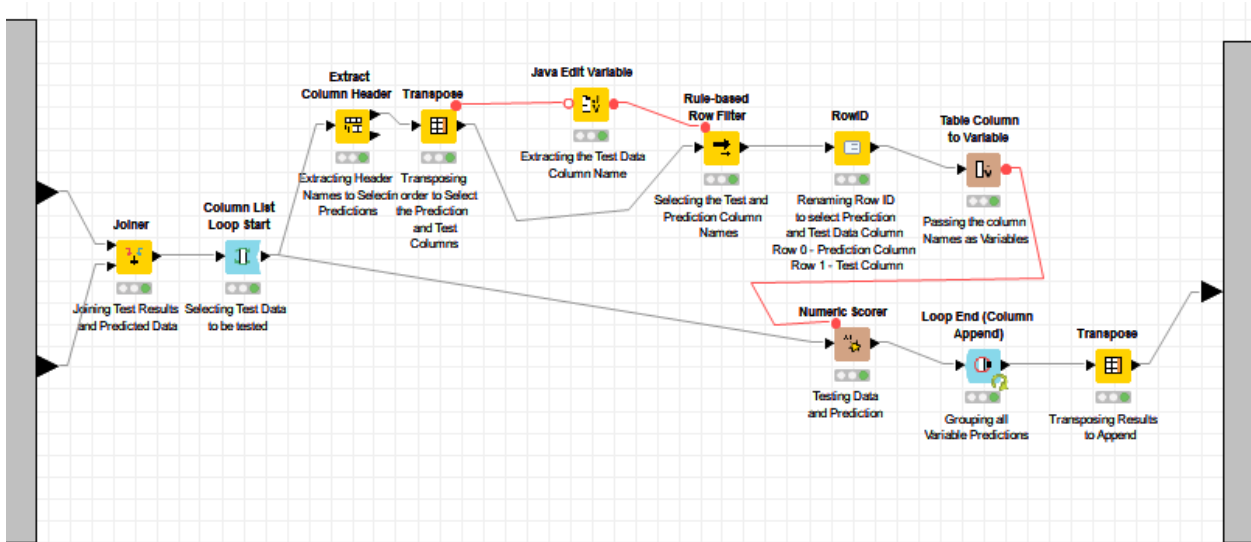 Extract
Column Header
Extracting Header
Names to Selectin
Predictions
Transpose
Transposing
order to Select
the Prediction
and Test
Columns
Java Edit Variable
Extracting the Test Data
Column Name
Rule-based
Row Filter
Selecting the Test and
Prediction Column
Names
RowID
Renaming Row ID
to select Prediction
and Test Data Column
Row 0 - Prediction Column
Row 1 - Test Column
Table Column
to Variable
Passing the column
Names as Variables
Joiner
Joining Test Results
and Predicted Data
Column List
Loop Start
Selecting Test Data
to be tested
Numeric Scorer
Testing Data
and Prediction
Loop End (Column
Append)
Grouping all
Variable Predictions
Transpose
Transposing Results
to Append